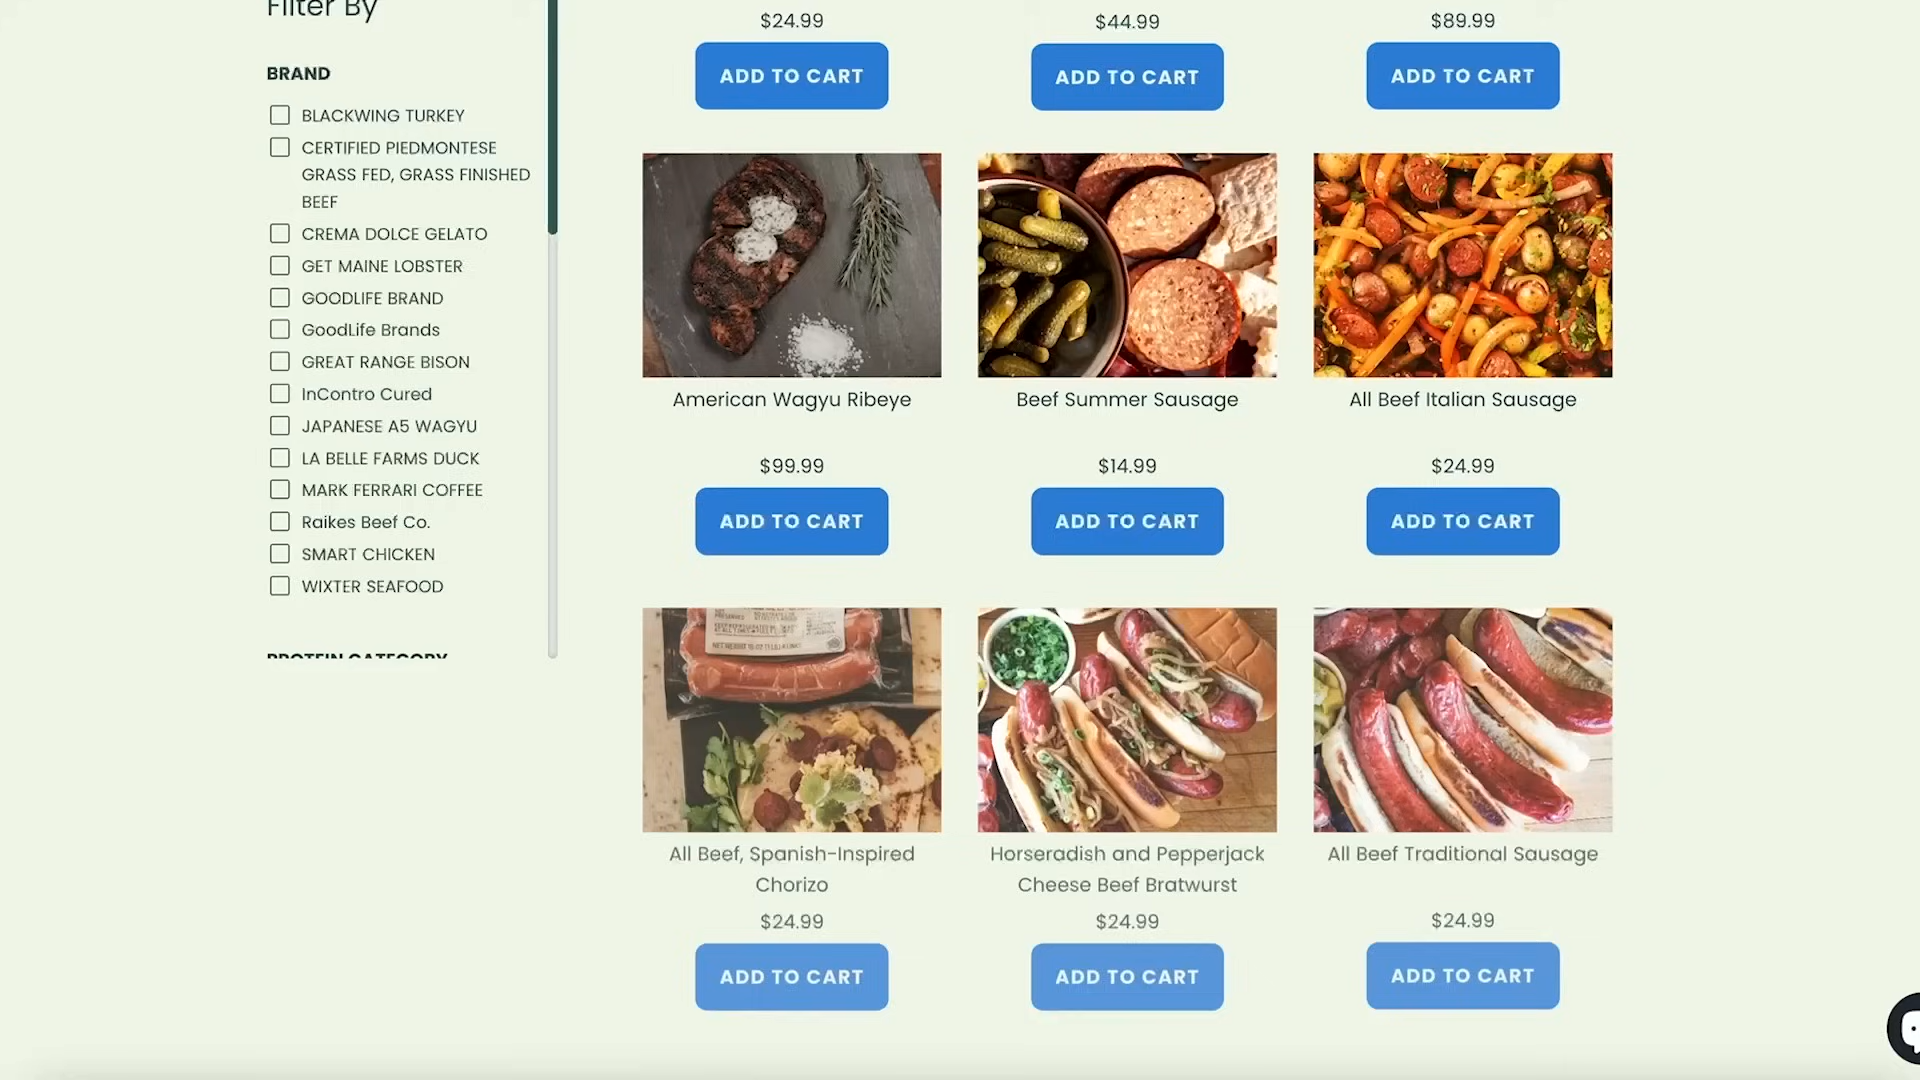 Filter By
$24.99
$44.99
$89.99
BRAND
ADD TO CART
ADD TO CART
ADD TO CART
BLACKWING TURKEY
CERTIFIED PIEDMONTESE
GRASS FED, GRASS FINISHED
BEEF
CREMA DOLCE GELATO
GET MAINE LOBSTER
GOODLIFE BRAND
GoodLife Brands
GREAT RANGE BISON
InContro Cured
JAPANESE A5 WAGYU
LA BELLE FARMS DUCK
MARK FERRARI COFFEE
Raikes Beef Co.
SMART CHICKEN
WIXTER SEAFOOD
PROTEIN CATEGORY
American Wagyu Ribeye
Beef Summer Sausage
All Beef Italian Sausage
$99.99
$14.99
$24.99
ADD TO CART
ADD TO CART
ADD TO CART
All Beef, Spanish-Inspired
Chorizo
Horseradish and Pepperjack
Cheese Beef Bratwurst
All Beef Traditional Sausage
$24.99
$24.99
$24.99
ADD TO CART
ADD TO CART
ADD TO CART